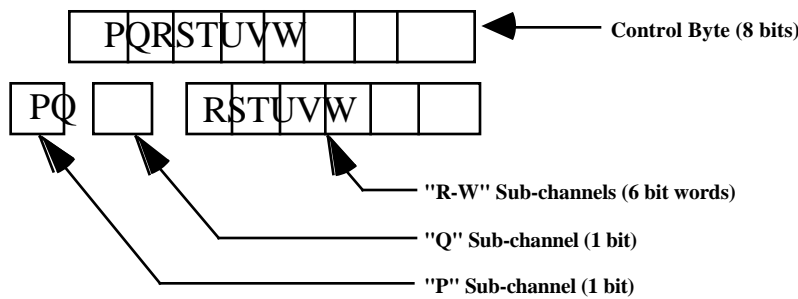 PQRSTUVW
Control Byte (8 bits)
PQ
RSTUVW
"R-W" Sub-channels (6 bit words)
"Q" Sub-channel (1 bit)
"P" Sub-channel (1 bit)